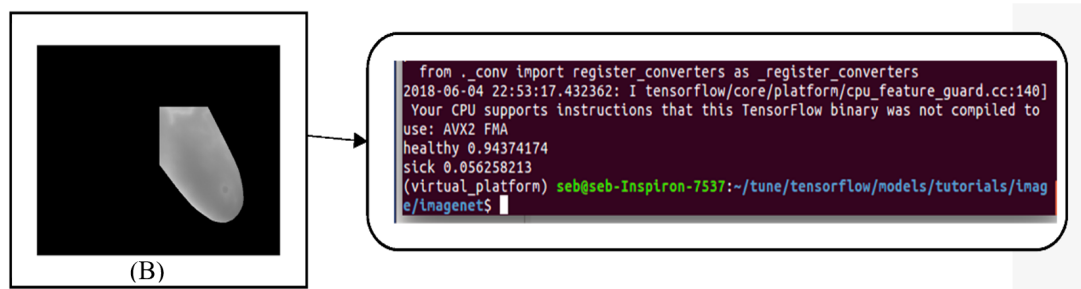 (B)
from ._conv import register_converters as _register_converters
2018-06-04 22:53:17.432362: I tensorflow/core/platform/cpu_feature_guard.cc:140]
Your CPU supports instructions that this TensorFlow binary was not compiled to
use: AVX2 FMA
healthy 0.94374174
sick 0.056258213
(virtual_platform) seb@seb-Inspiron-7537:~/tune/tensorflow/models/tutorials/imag
e/imagenet$